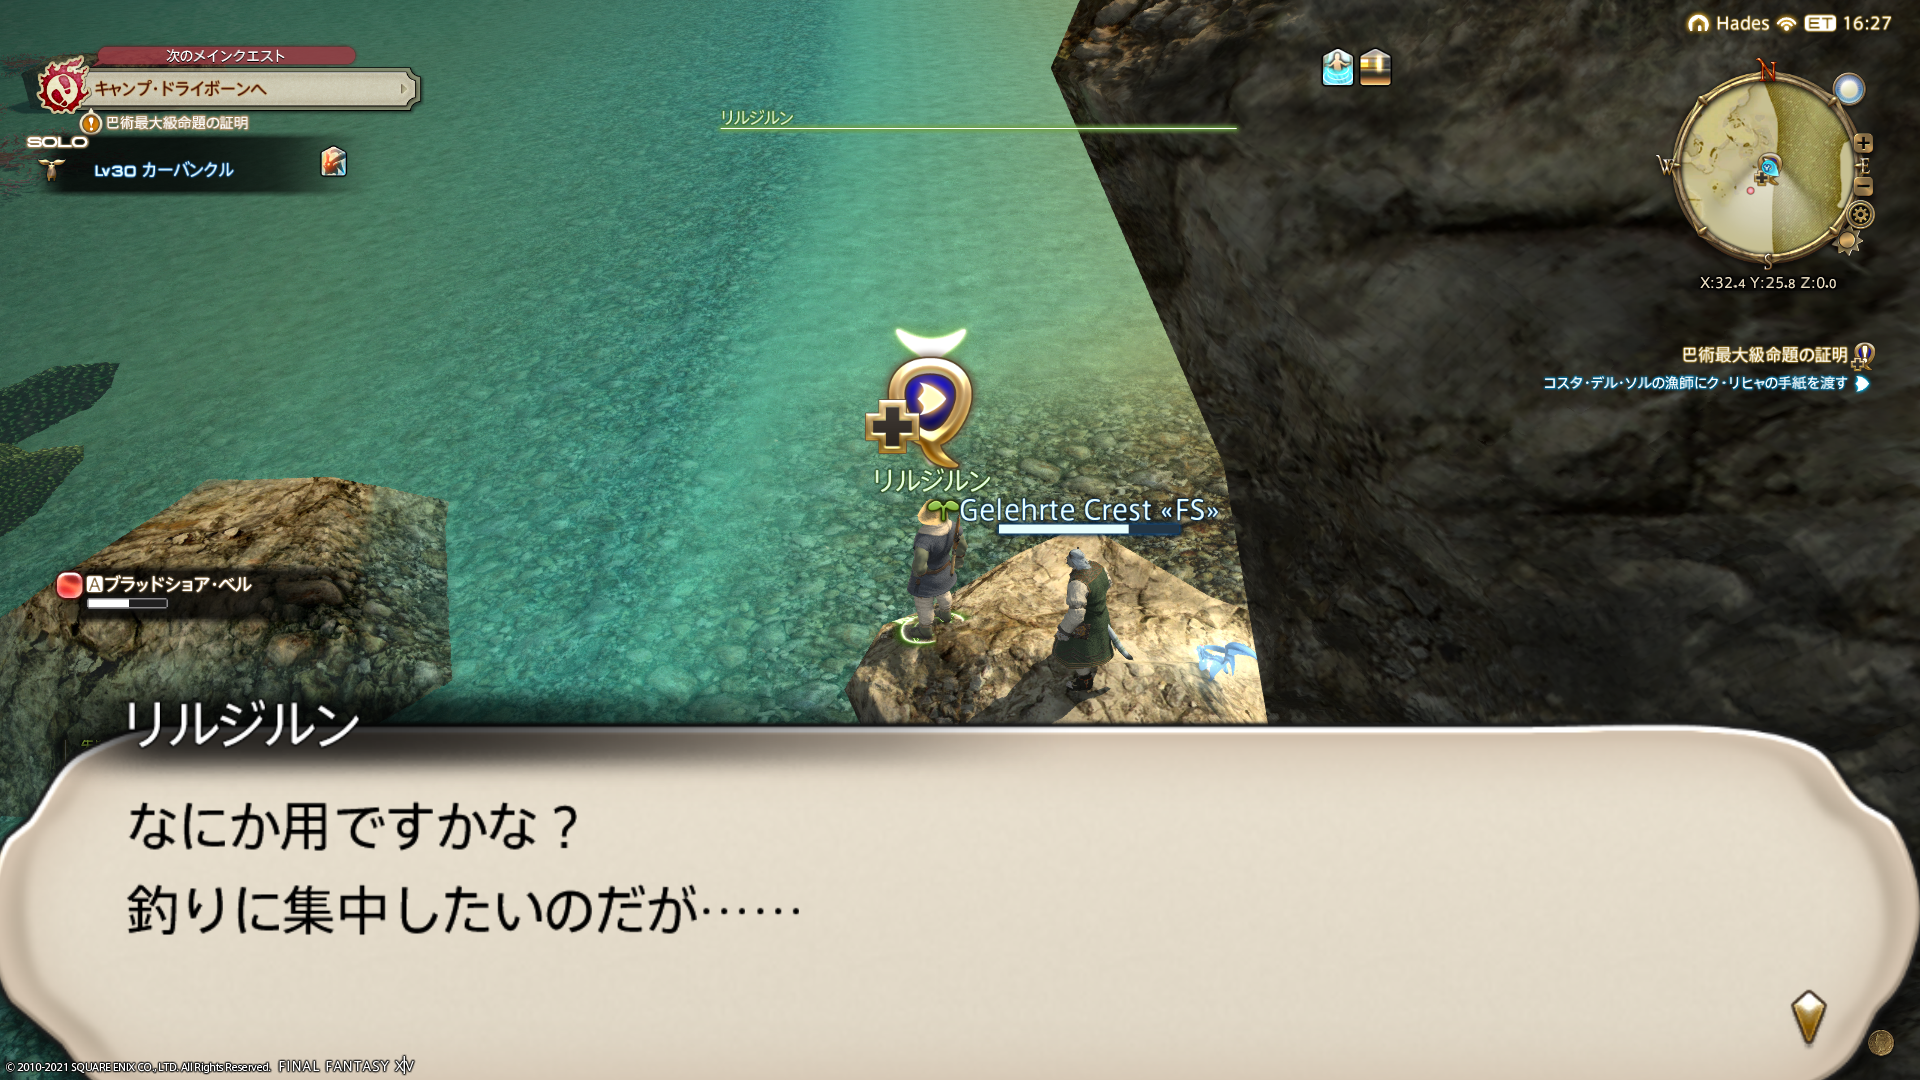 次のメインクエスト
キャンプ・ドライボーンへ
巴術最大級命題の証明
SOLO
Lv30 カーバンクル
リルジルン
Hades ET 16:27
N
W
E
S
X:32.4 Y:25.8 Z:0.0
巴術最大級命題の証明
コスタ・デル・ソルの漁師にク・リヒャの手紙を渡す
リルジルン
Gelehrte Crest «FS»
A ブラッドショア・ベル
リルジルン
なにか用ですかな？
釣りに集中したいのだが……
© 2010-2021 SQUARE ENIX CO., LTD. All Rights Reserved. FINAL FANTASY XIV